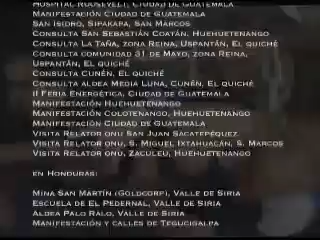 Hospital Roosevelt, Ciudad de Guatemala
Manifestación Ciudad de Guatemala
San Isidro, Sipakapa, San Marcos
Consulta San Sebastián Coatán, Huehuetenango
Consulta La Taña, zona Reina, Uspantán, El quiché
Consulta comunidad 31 de Mayo, zona Reina,
Uspantán, El quiché
Consulta Cunén, El quiché
Consulta aldea Media Luna, Cunén, El quiché
II Feria Energética, Ciudad de Guatemala
Manifestación Huehuetenango
Manifestación Colotenango, Huehuetenango
Manifestación Ciudad de Guatemala
Visita Relator onu San Juan Sacatepéquez
Visita Relator onu, S. Miguel Ixtahuacán, S. Marcos
Visita Relator onu, Zaculeu, Huehuetenango
en Honduras:
Mina San Martín (Goldcorp), Valle de Siria
Escuela de El Pedernal, Valle de Siria
Aldea Palo Ralo, Valle de Siria
Manifestación y calles de Tegucigalpa